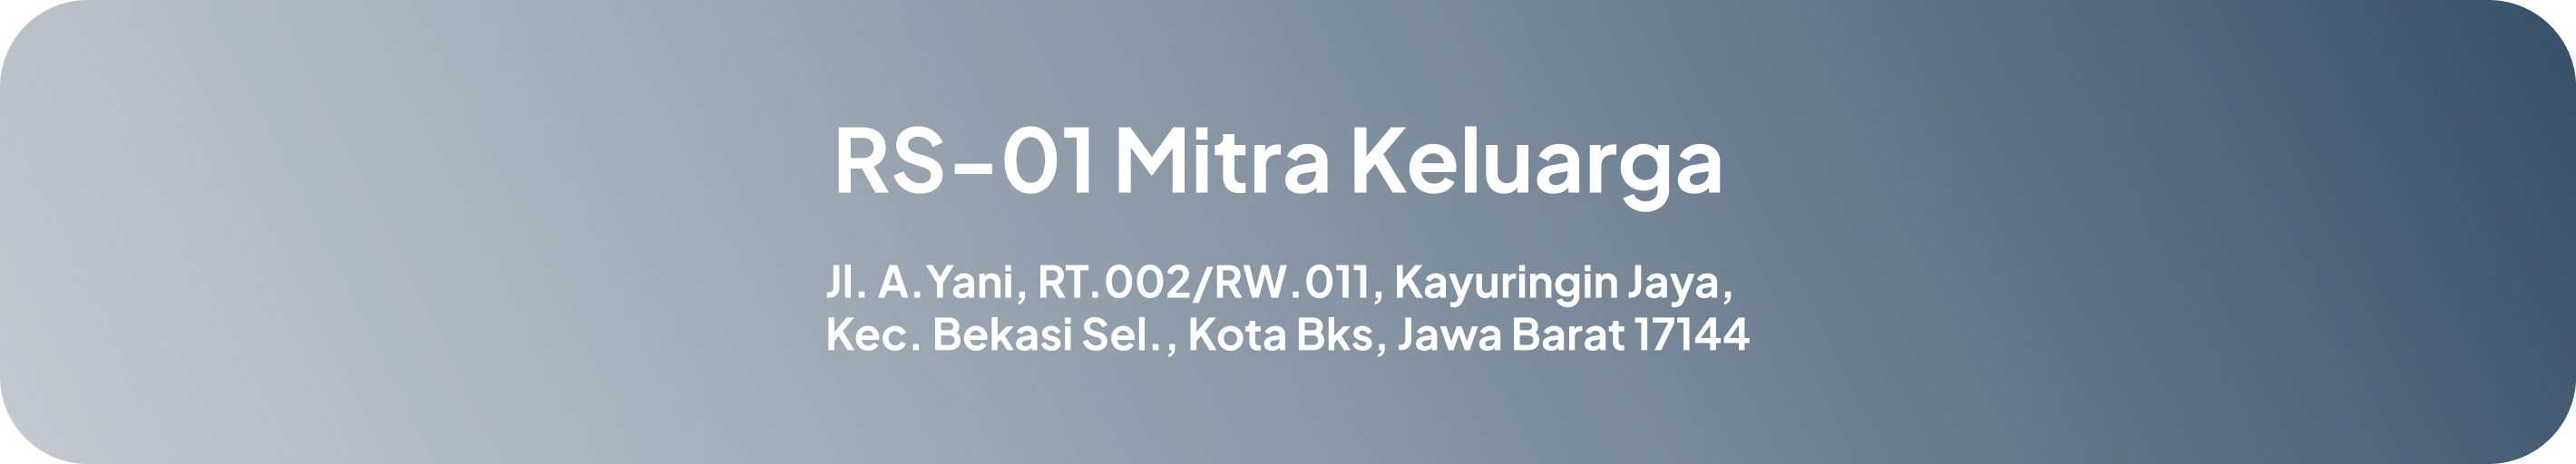 RS-01 Mitra Keluarga
Jl. A.Yani, RT.002/RW.011, Kayuringin Jaya,
Kec. Bekasi Sel., Kota Bks, Jawa Barat 17144